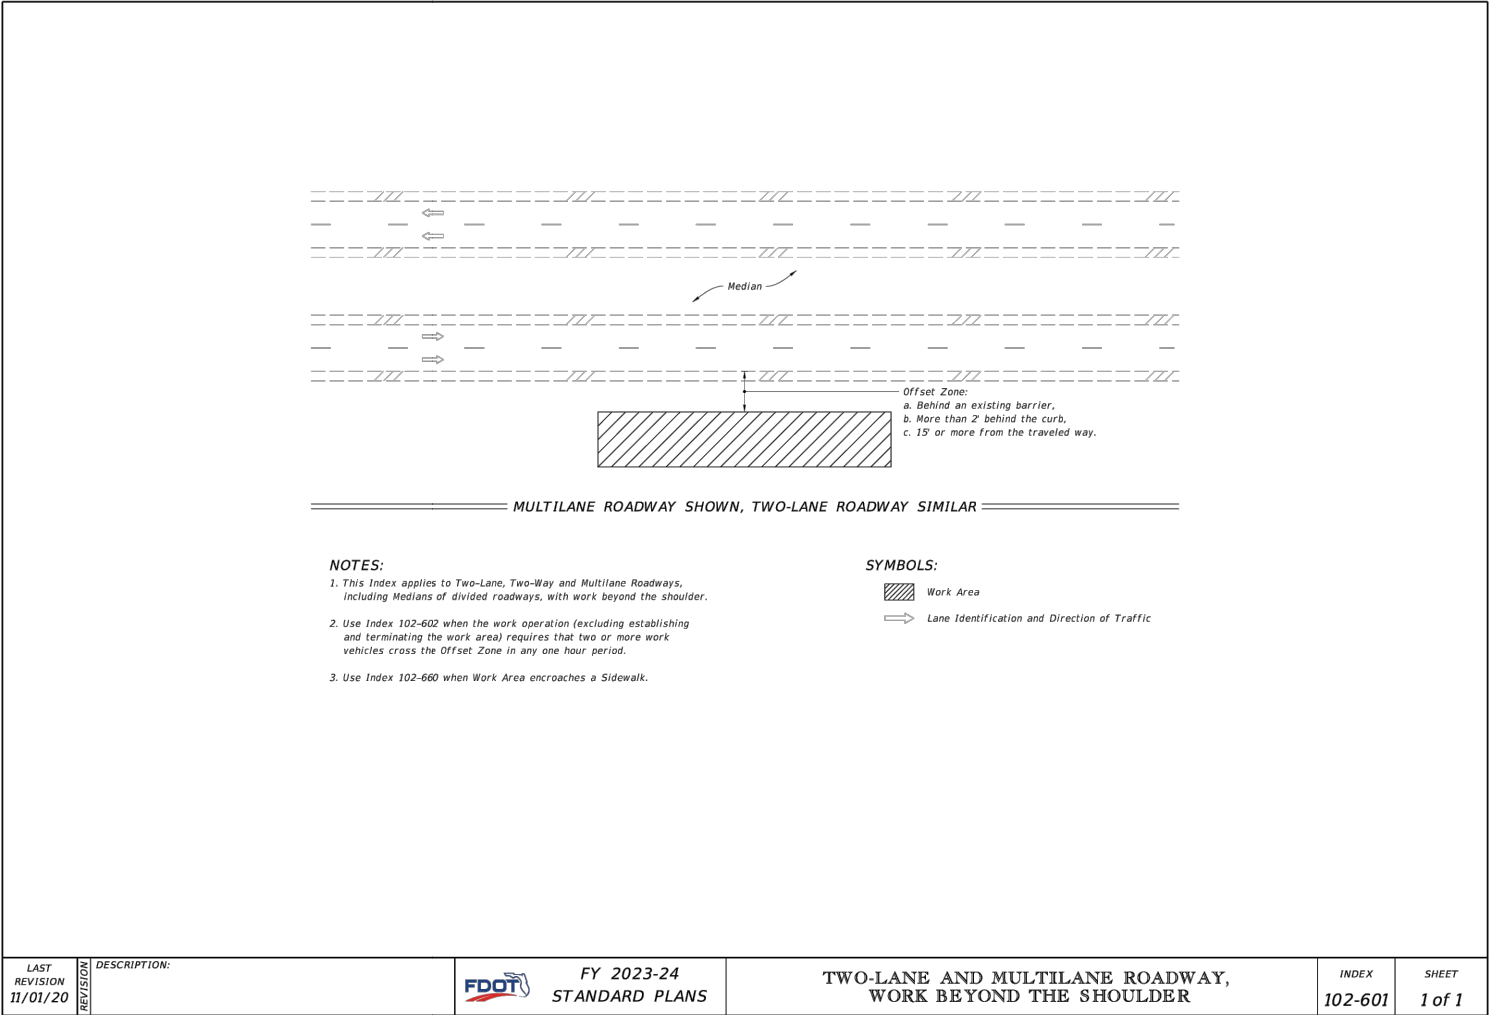 Median
Offset Zone:
a. Behind an existing barrier,
b. More than 2' behind the curb,
c. 15' or more from the traveled way.
MULTILANE ROADWAY SHOWN, TWO-LANE ROADWAY SIMILAR
NOTES:
1. This Index applies to Two-Lane, Two-Way and Multilane Roadways,
including Medians of divided roadways, with work beyond the shoulder.
2. Use Index 102-602 when the work operation (excluding establishing
and terminating the work area) requires that two or more work
vehicles cross the Offset Zone in any one hour period.
3. Use Index 102-660 when Work Area encroaches a Sidewalk.
SYMBOLS:
Work Area
Lane Identification and Direction of Traffic
LAST
REVISION
11/01/20
REVISION
DESCRIPTION:
FDOT
FY 2023-24
STANDARD PLANS
TWO-LANE AND MULTILANE ROADWAY,
WORK BEYOND THE SHOULDER
INDEX
102-601
SHEET
1 of 1